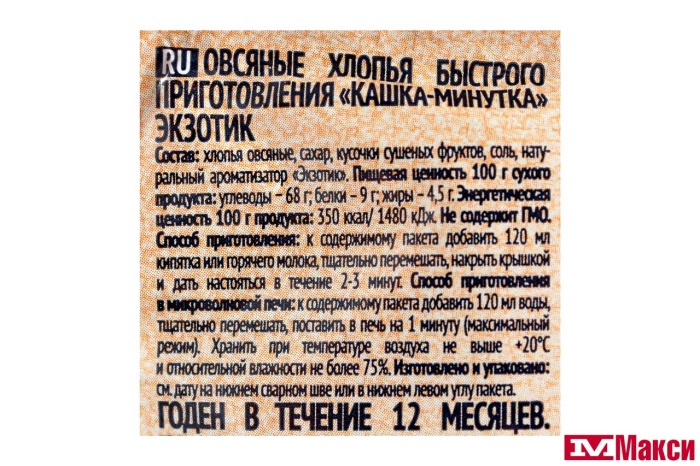 RU ОВСЯНЫЕ ХЛОПЬЯ БЫСТРОГО
ПРИГОТОВЛЕНИЯ «КАШКА-МИНУТКА»
ЭКЗОТИК
Состав: хлопья овсяные, сахар, кусочки сушеных фруктов, соль, нату-
ральный ароматизатор «Экзотик». Пищевая ценность 100 г сухого
продукта: углеводы – 68 г; белки – 9 г; жиры – 4,5 г. Энергетическая
ценность 100 г продукта: 350 ккал/ 1480 кДж. Не содержит ГМО.
Способ приготовления: к содержимому пакета добавить 120 мл
кипятка или горячего молока, тщательно перемешать, накрыть крышкой
и дать настояться в течение 2-3 минут. Способ приготовления
в микроволновой печи: к содержимому пакета добавить 120 мл воды,
тщательно перемешать, поставить в печь на 1 минуту (максимальный
режим). Хранить при температуре воздуха не выше +20°С
и относительной влажности не более 75%. Изготовлено и упаковано:
см. дату на нижнем сварном шве или в нижнем левом углу пакета.
ГОДЕН В ТЕЧЕНИЕ 12 МЕСЯЦЕВ.
М Макси